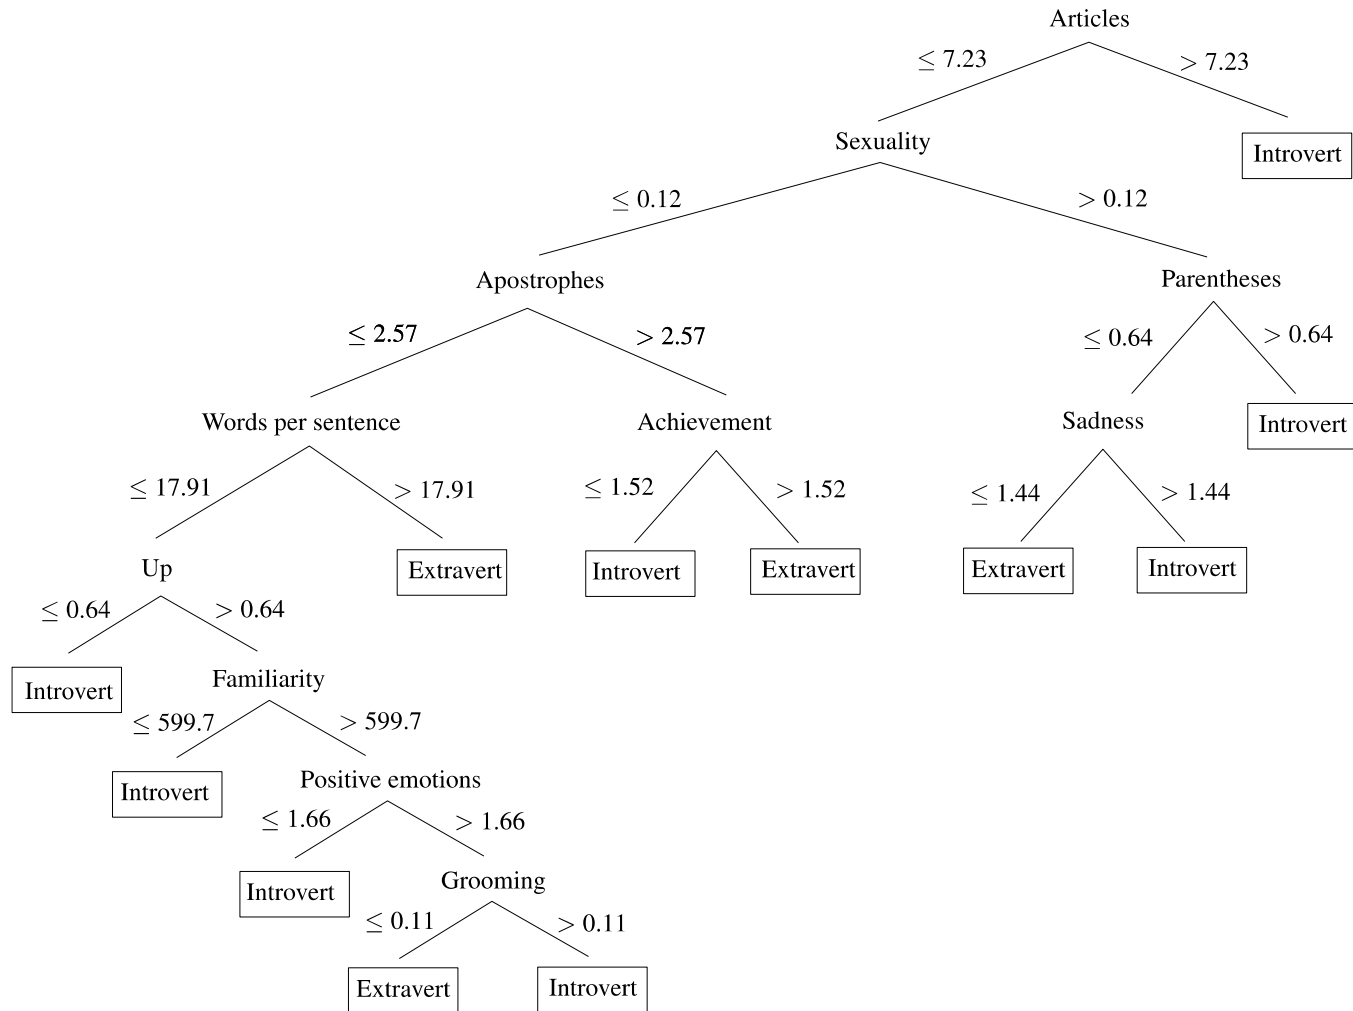 Articles
≤ 7.23
> 7.23
Sexuality
Introvert
≤ 0.12
> 0.12
Apostrophes
Parentheses
≤ 2.57
> 2.57
≤ 0.64
> 0.64
Words per sentence
Achievement
Sadness
Introvert
≤ 17.91
> 17.91
≤ 1.52
> 1.52
≤ 1.44
> 1.44
Up
Extravert
Introvert
Extravert
Extravert
Introvert
≤ 0.64
> 0.64
Introvert
Familiarity
≤ 599.7
> 599.7
Introvert
Positive emotions
≤ 1.66
> 1.66
Introvert
Grooming
≤ 0.11
> 0.11
Extravert
Introvert